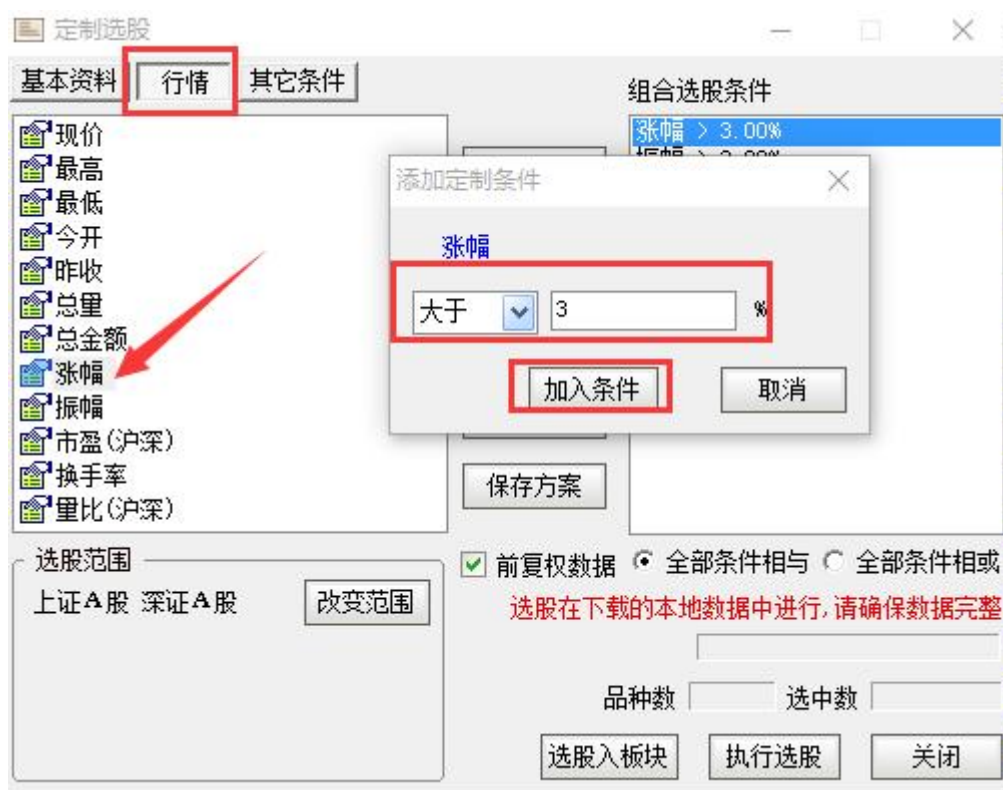 定制选股
基本资料 行情 其它条件
组合选股条件
现价
最高
最低
今开
昨收
总量
总金额
涨幅
振幅
市盈(沪深)
换手率
量比(沪深)
涨幅 > 3.00%
添加定制条件
涨幅
大于 3 %
加入条件 取消
保存方案
选股范围
上证A股 深证A股 改变范围
前复权数据 全部条件相与 全部条件相或
选股在下载的本地数据中进行,请确保数据完整
品种数 选中数
选股入板块 执行选股 关闭